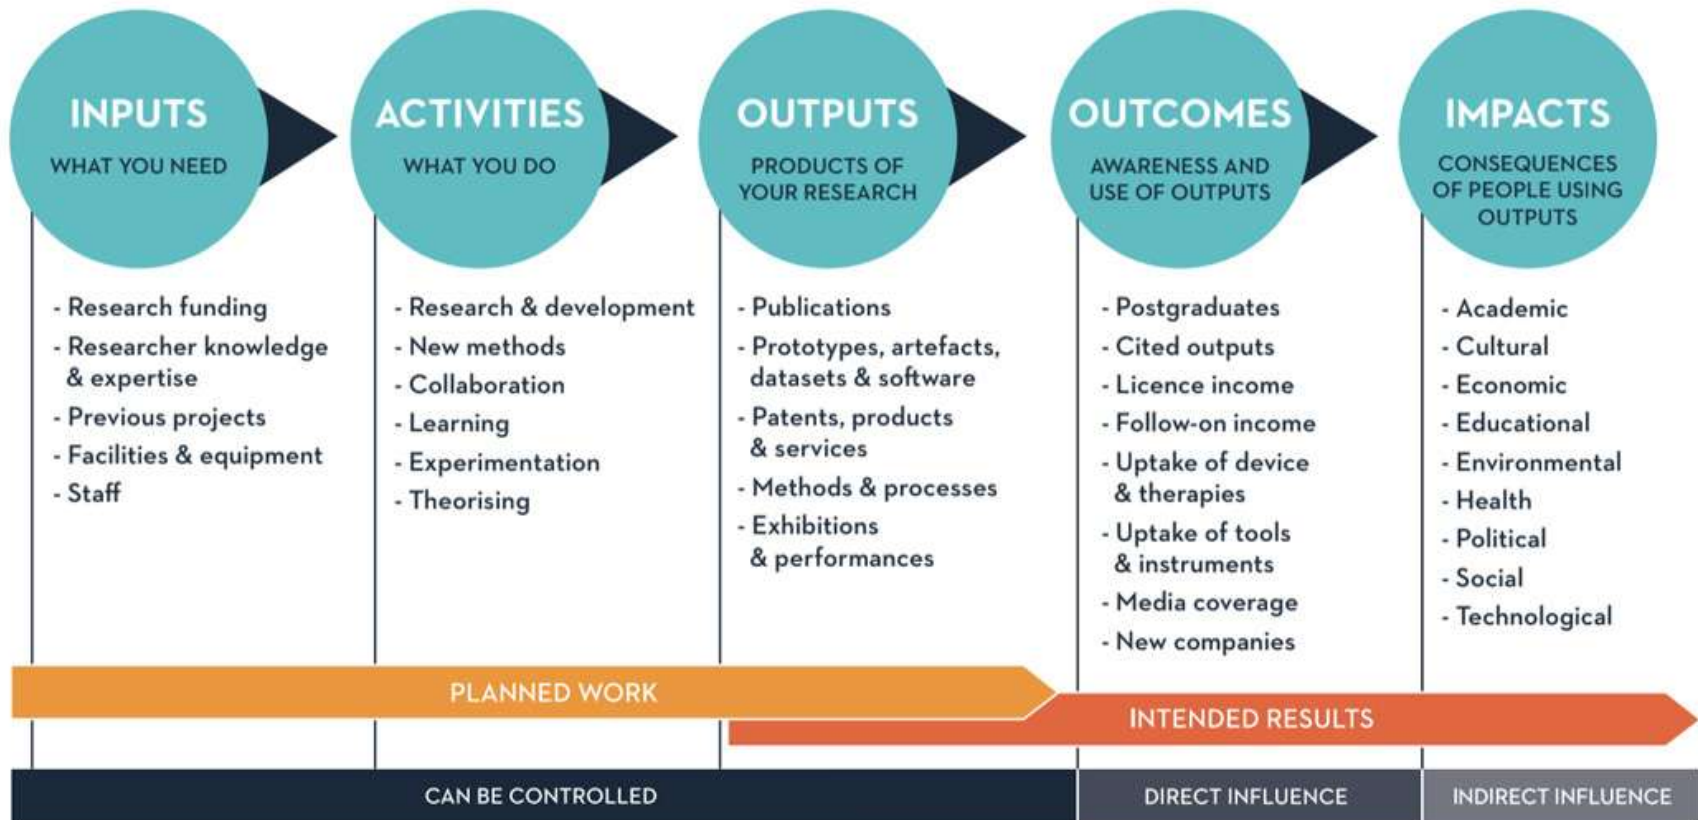 INPUTS
WHAT YOU NEED
- Research funding
- Researcher knowledge
& expertise
- Previous projects
- Facilities & equipment
- Staff
ACTIVITIES
WHAT YOU DO
- Research & development
- New methods
- Collaboration
- Learning
- Experimentation
- Theorising
OUTPUTS
PRODUCTS OF
YOUR RESEARCH
- Publications
- Prototypes, artefacts,
datasets & software
- Patents, products
& services
- Methods & processes
- Exhibitions
& performances
OUTCOMES
AWARENESS AND
USE OF OUTPUTS
- Postgraduates
- Cited outputs
- Licence income
- Follow-on income
- Uptake of device
& therapies
- Uptake of tools
& instruments
- Media coverage
- New companies
IMPACTS
CONSEQUENCES
OF PEOPLE USING
OUTPUTS
- Academic
- Cultural
- Economic
- Educational
- Environmental
- Health
- Political
- Social
- Technological
PLANNED WORK
INTENDED RESULTS
CAN BE CONTROLLED
DIRECT INFLUENCE
INDIRECT INFLUENCE